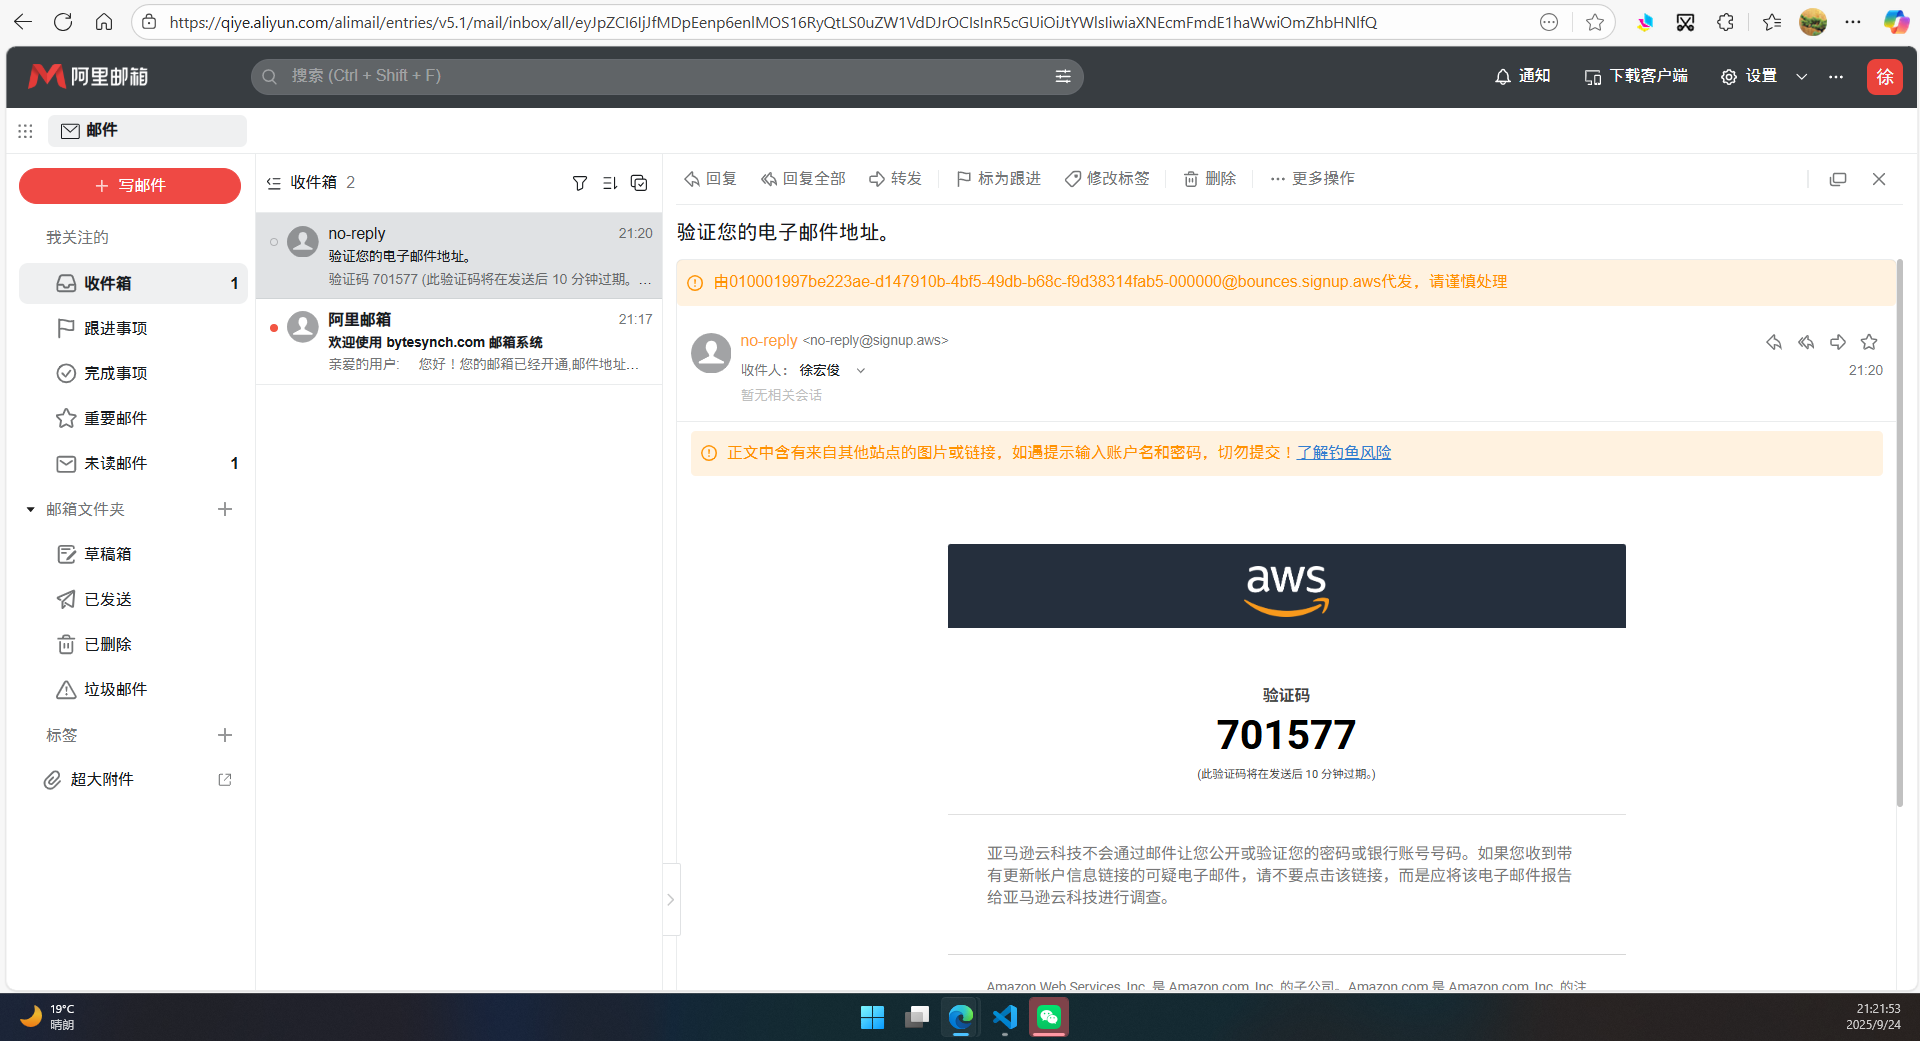 https://qiye.aliyun.com/alimail/entries/v5.1/mail/inbox/all/eyJpZCI6IjJfMDpEenp6enlMOS16RyQtLS0uZW1VdDJrOCIsInR5cGUiOiJtYWlsIiwiaXNEcmFmdE1haWwiOmZhbHNlfQ
阿里邮箱
搜索 (Ctrl + Shift + F)
通知
下载客户端
设置
徐
邮件
写邮件
我关注的
收件箱 1
跟进事项
完成事项
重要邮件
未读邮件 1
邮箱文件夹
草稿箱
已发送
已删除
垃圾邮件
标签
超大附件
收件箱 2
no-reply 21:20
验证您的电子邮件地址。
验证码 701577 (此验证码将在发送后 10 分钟过期。...
阿里邮箱 21:17
欢迎使用 bytesynch.com 邮箱系统
亲爱的用户: 您好！您的邮箱已经开通,邮件地址...
回复 回复全部 转发 标为跟进 修改标签 删除 更多操作
验证您的电子邮件地址。
由010001997be223ae-d147910b-4bf5-49db-b68c-f9d38314fab5-000000@bounces.signup.aws代发，请谨慎处理
no-reply <no-reply@signup.aws>
收件人： 徐宏俊
21:20
暂无相关会话
正文中含有来自其他站点的图片或链接，如遇提示输入账户名和密码，切勿提交！了解钓鱼风险
aws
验证码
701577
(此验证码将在发送后 10 分钟过期。)
亚马逊云科技不会通过邮件让您公开或验证您的密码或银行账号号码。如果您收到带
有更新帐户信息链接的可疑电子邮件，请不要点击该链接，而是应将该电子邮件报告
给亚马逊云科技进行调查。
Amazon Web Services, Inc. 是 Amazon.com, Inc. 的子公司。Amazon.com 是 Amazon.com, Inc. 的注
19°C
晴朗
21:21:53
2025/9/24